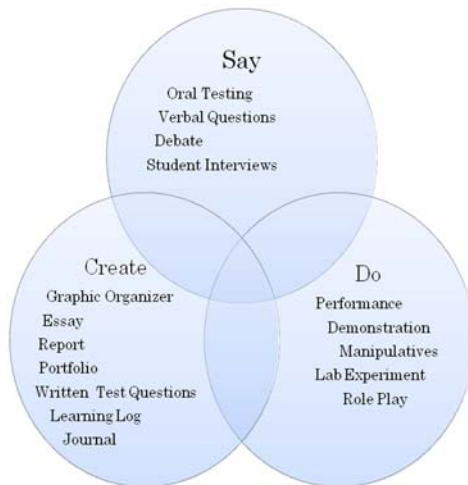 Say
Oral Testing
Verbal Questions
Debate
Student Interviews
Create
Graphic Organizer
Essay
Report
Portfolio
Written Test Questions
Learning Log
Journal
Do
Performance
Demonstration
Manipulatives
Lab Experiment
Role Play